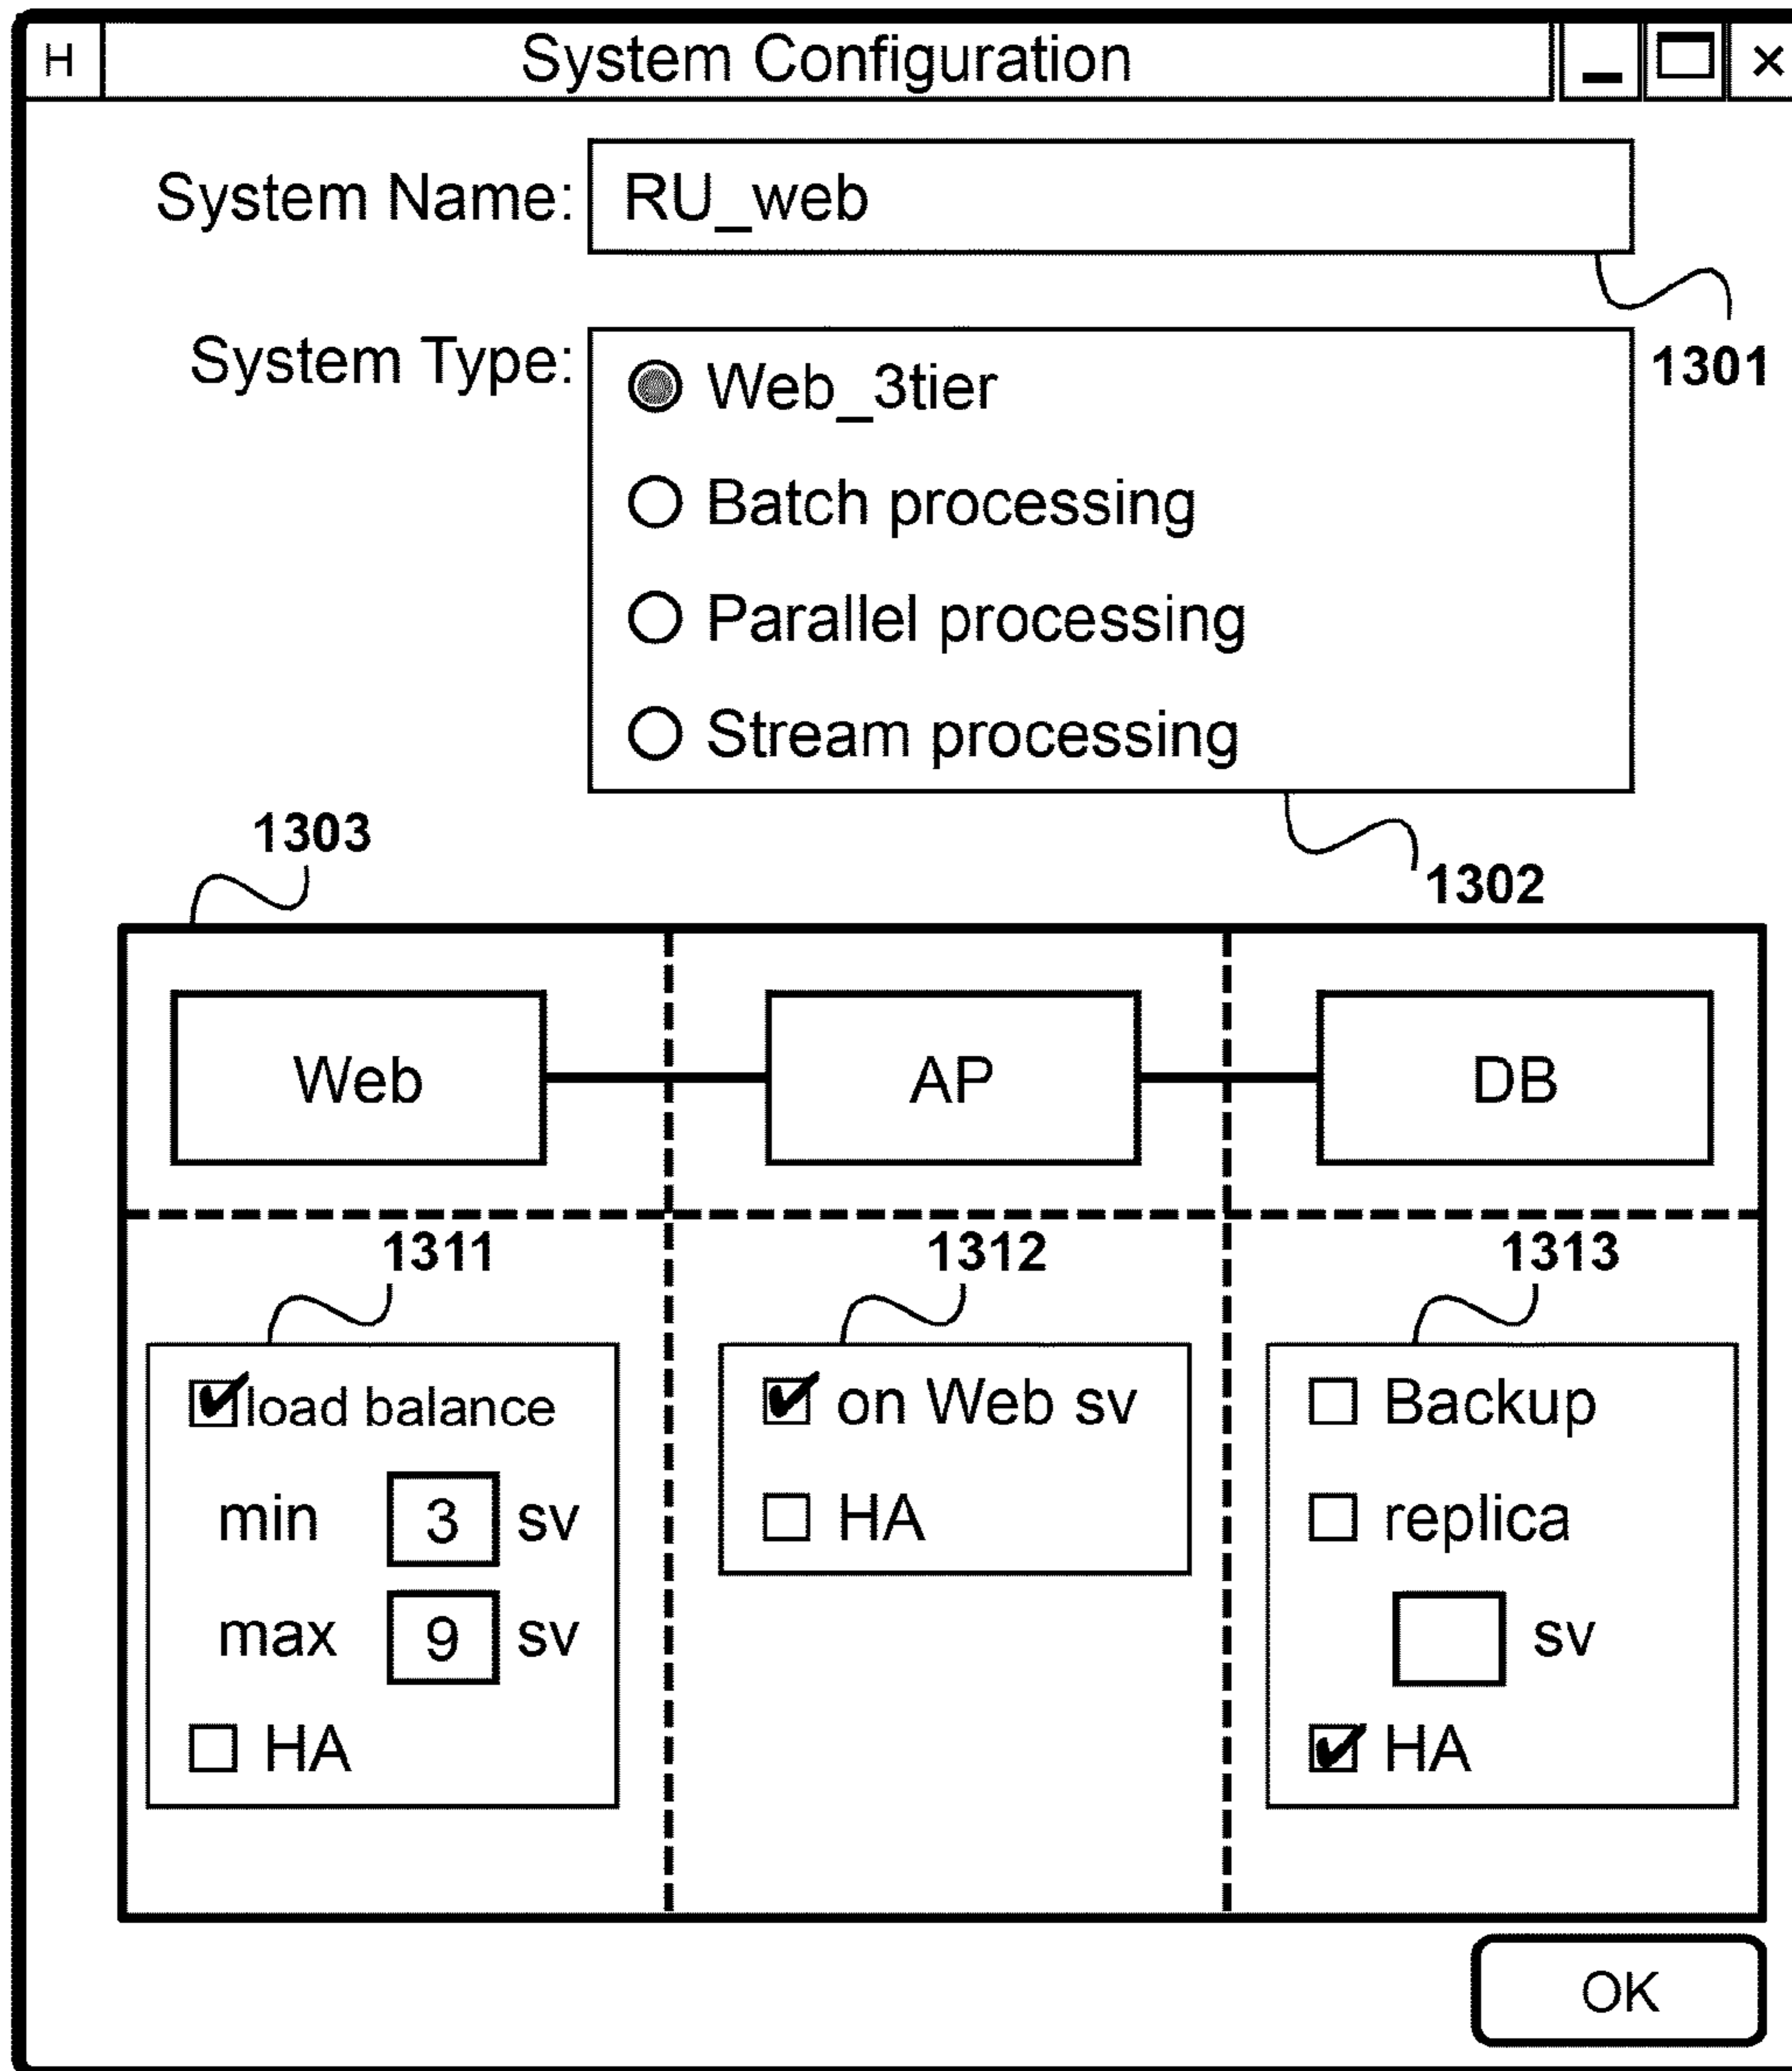 H System Configuration
System Name: RU_web
1301
System Type: Web_3tier
Batch processing
Parallel processing
Stream processing
1302
1303
Web AP DB
1311 1312 1313
load balance
min 3 sv
max 9 sv
HA
on Web sv
HA
Backup
replica
sv
HA
OK